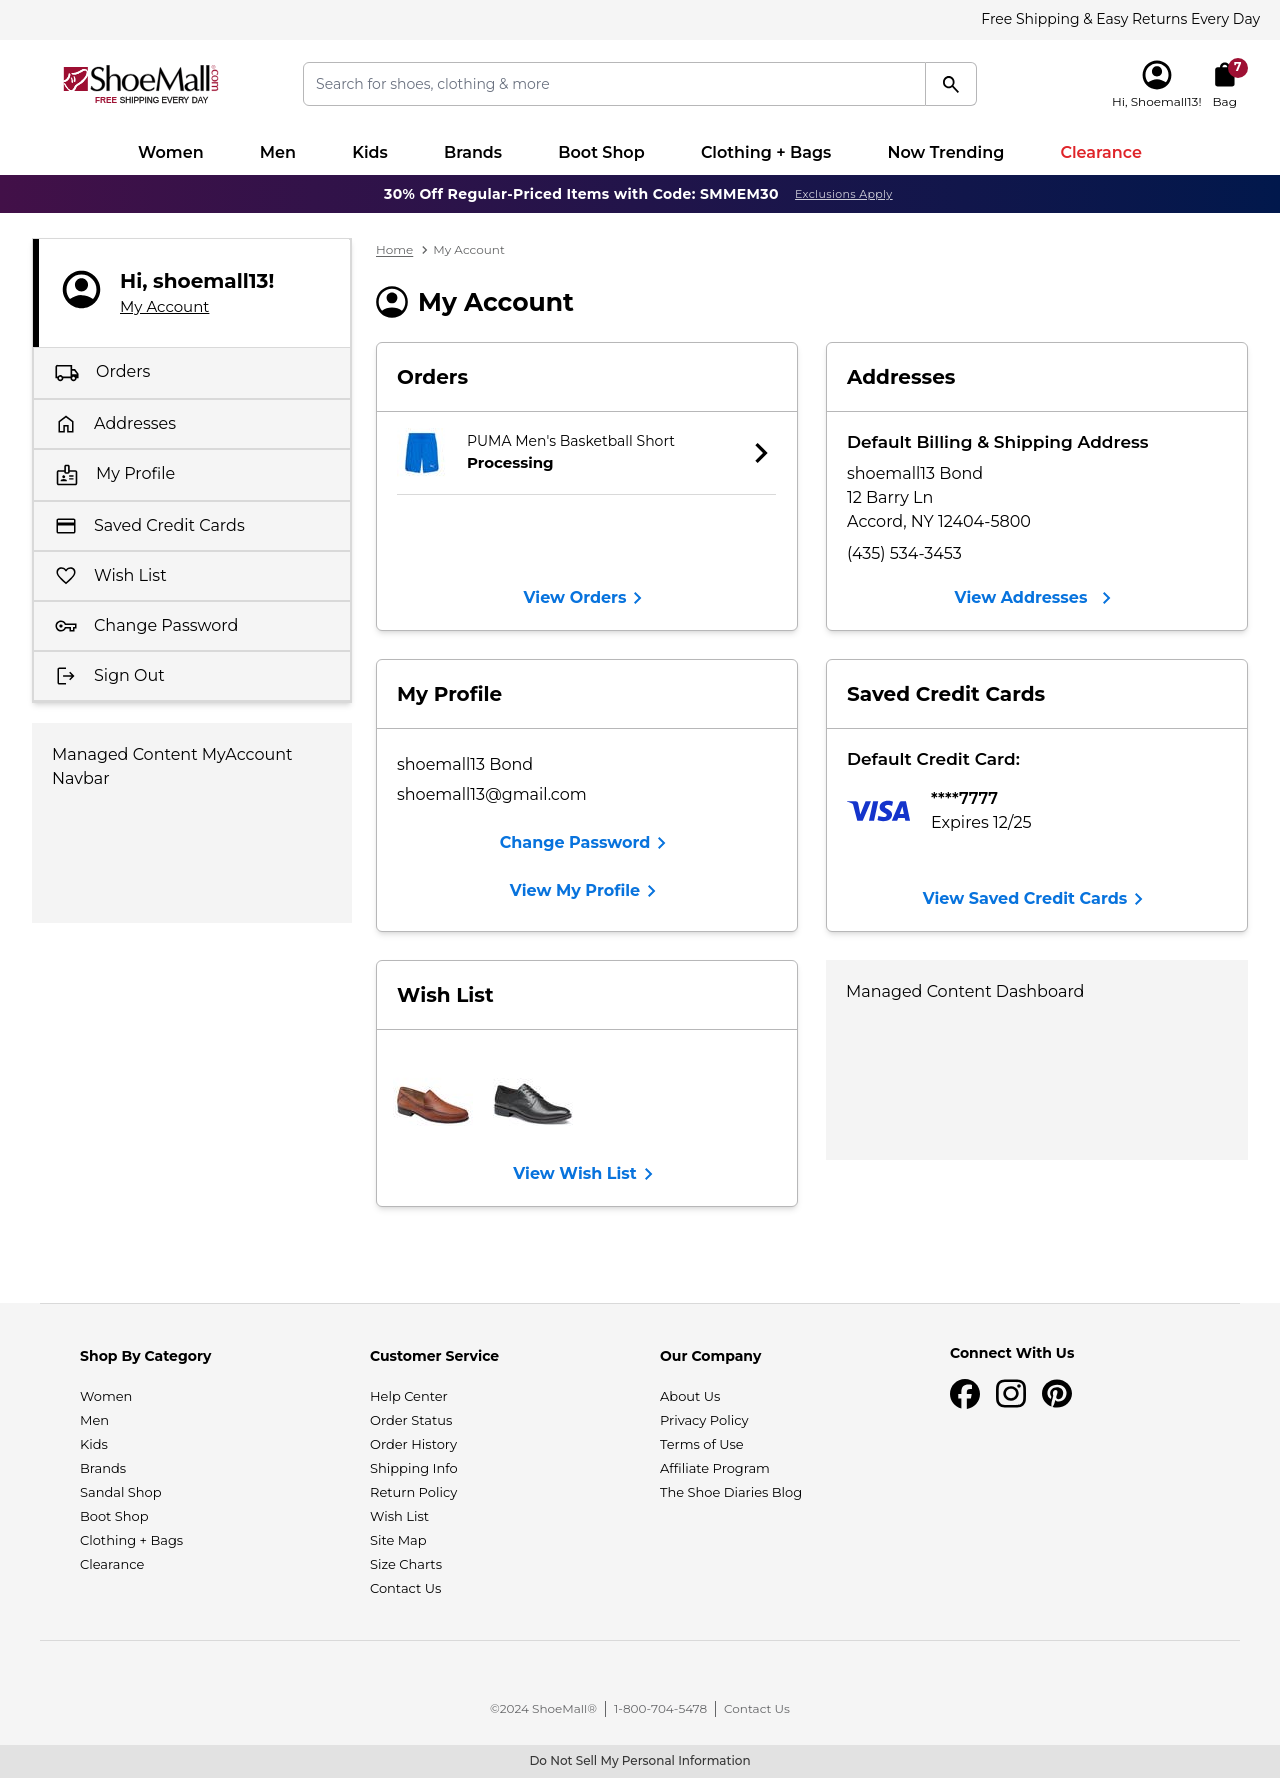 Free Shipping & Easy Returns Every Day
ShoeMall.com
FREE SHIPPING EVERY DAY
Search for shoes, clothing & more
Hi, Shoemall13!
7
Bag
Women
Men
Kids
Brands
Boot Shop
Clothing + Bags
Now Trending
Clearance
30% Off Regular-Priced Items with Code: SMMEM30 Exclusions Apply
Hi, shoemall13!
My Account
Orders
Addresses
My Profile
Saved Credit Cards
Wish List
Change Password
Sign Out
Managed Content MyAccount
Navbar
Home > My Account
My Account
Orders
PUMA Men's Basketball Short
Processing
View Orders
Addresses
Default Billing & Shipping Address
shoemall13 Bond
12 Barry Ln
Accord, NY 12404-5800
(435) 534-3453
View Addresses
My Profile
shoemall13 Bond
shoemall13@gmail.com
Change Password
View My Profile
Saved Credit Cards
Default Credit Card:
VISA
****7777
Expires 12/25
View Saved Credit Cards
Wish List
View Wish List
Managed Content Dashboard
Shop By Category
Women
Men
Kids
Brands
Sandal Shop
Boot Shop
Clothing + Bags
Clearance
Customer Service
Help Center
Order Status
Order History
Shipping Info
Return Policy
Wish List
Site Map
Size Charts
Contact Us
Our Company
About Us
Privacy Policy
Terms of Use
Affiliate Program
The Shoe Diaries Blog
Connect With Us
©2024 ShoeMall® | 1-800-704-5478 | Contact Us
Do Not Sell My Personal Information